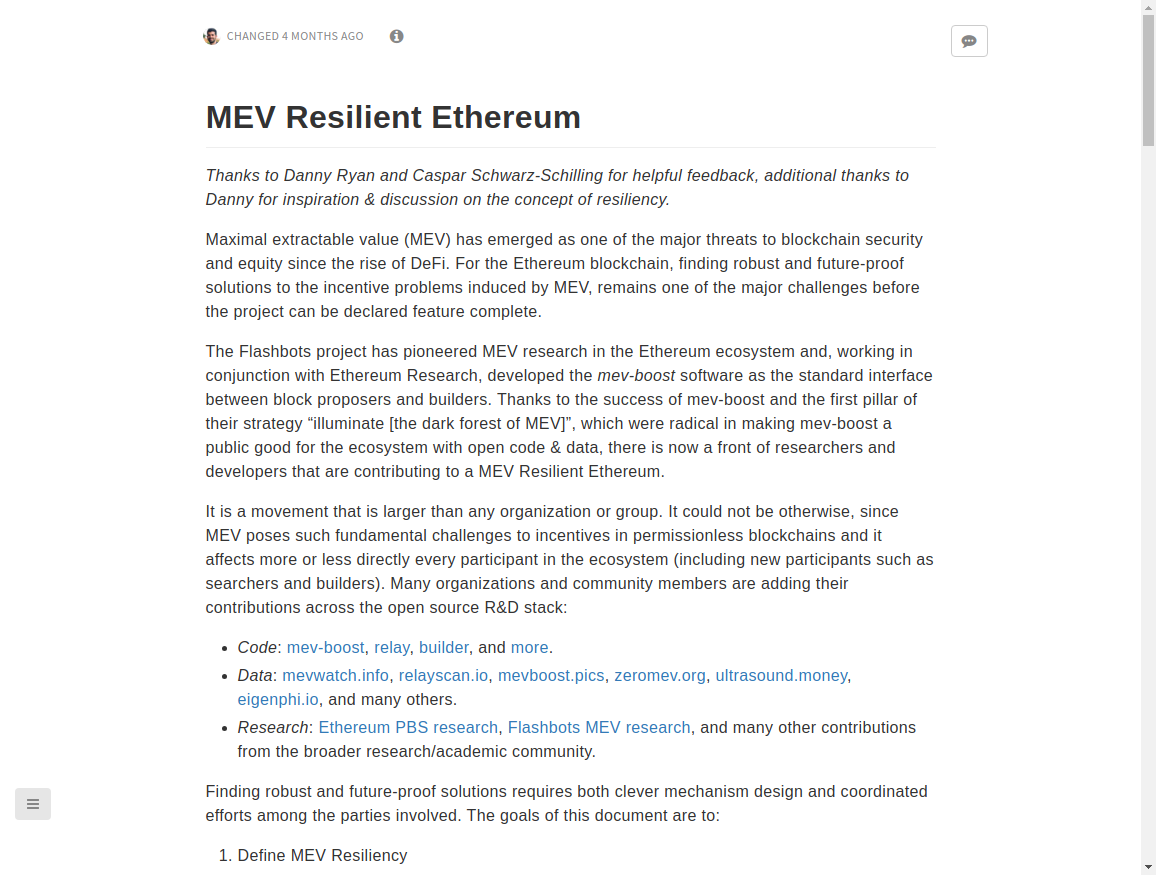 CHANGED 4 MONTHS AGO
MEV Resilient Ethereum
Thanks to Danny Ryan and Caspar Schwarz-Schilling for helpful feedback, additional thanks to
Danny for inspiration & discussion on the concept of resiliency.
Maximal extractable value (MEV) has emerged as one of the major threats to blockchain security
and equity since the rise of DeFi. For the Ethereum blockchain, finding robust and future-proof
solutions to the incentive problems induced by MEV, remains one of the major challenges before
the project can be declared feature complete.
The Flashbots project has pioneered MEV research in the Ethereum ecosystem and, working in
conjunction with Ethereum Research, developed the mev-boost software as the standard interface
between block proposers and builders. Thanks to the success of mev-boost and the first pillar of
their strategy “illuminate [the dark forest of MEV]”, which were radical in making mev-boost a
public good for the ecosystem with open code & data, there is now a front of researchers and
developers that are contributing to a MEV Resilient Ethereum.
It is a movement that is larger than any organization or group. It could not be otherwise, since
MEV poses such fundamental challenges to incentives in permissionless blockchains and it
affects more or less directly every participant in the ecosystem (including new participants such as
searchers and builders). Many organizations and community members are adding their
contributions across the open source R&D stack:
• Code: mev-boost, relay, builder, and more.
• Data: mevwatch.info, relayscan.io, mevboost.pics, zeromev.org, ultrasound.money,
eigenphi.io, and many others.
• Research: Ethereum PBS research, Flashbots MEV research, and many other contributions
from the broader research/academic community.
Finding robust and future-proof solutions requires both clever mechanism design and coordinated
efforts among the parties involved. The goals of this document are to:
1. Define MEV Resiliency